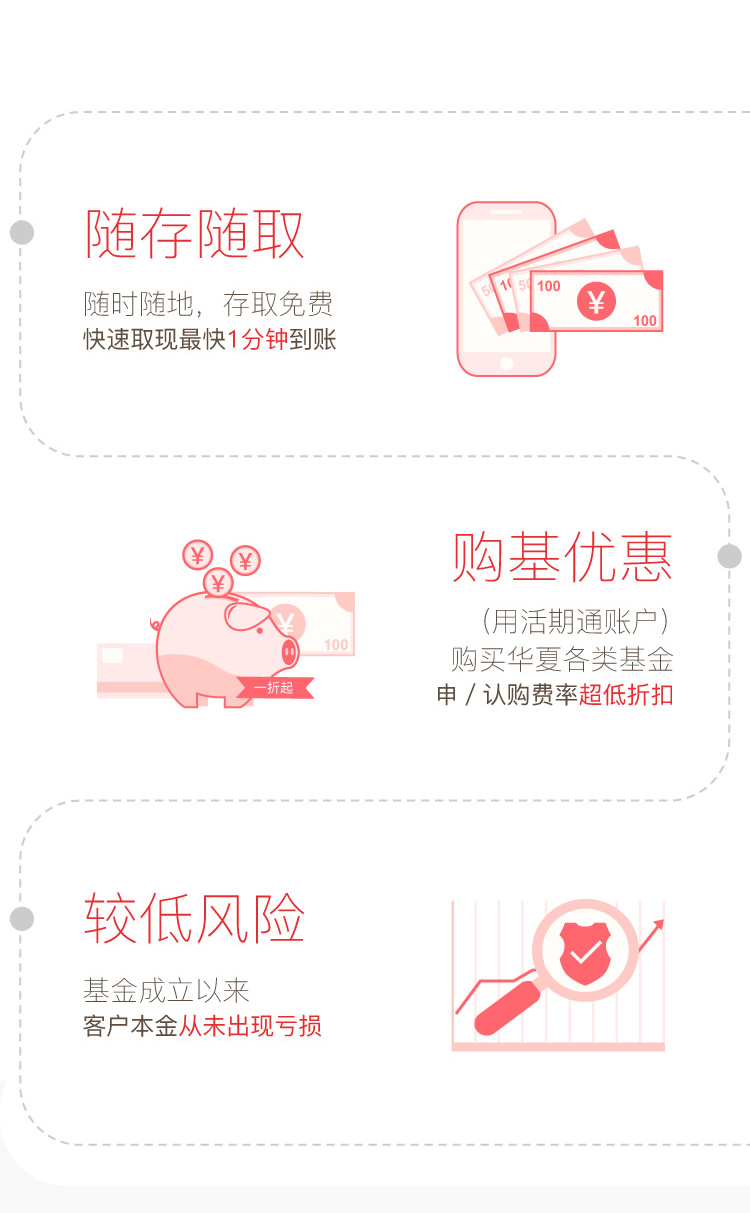 随存随取
随时随地，存取免费
快速取现最快1分钟到账
50
10
50
100
¥
100
¥
¥
¥
¥
100
一折起
购基优惠
（用活期通账户）
购买华夏各类基金
申 / 认购费率超低折扣
较低风险
基金成立以来
客户本金从未出现亏损